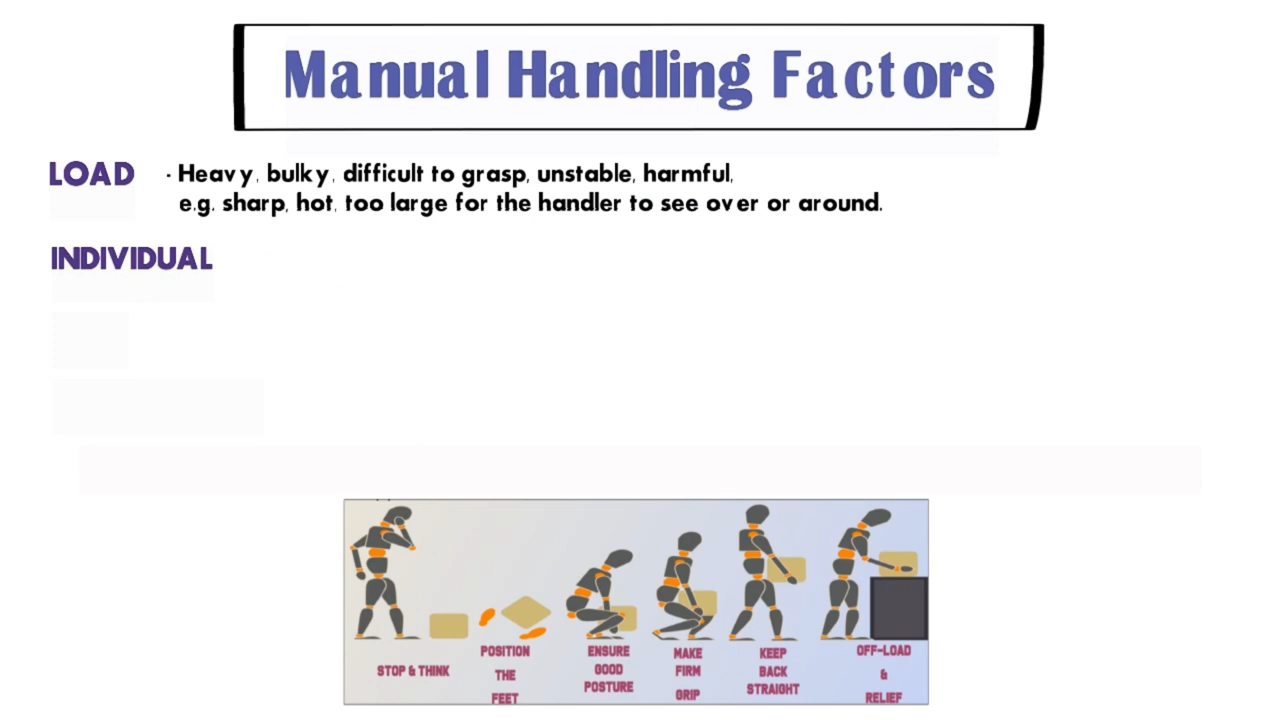 Manual Handling Factors
LOAD - Heavy, bulky, difficult to grasp, unstable, harmful,
e.g. sharp, hot, too large for the handler to see over or around.
INDIVIDUAL
STOP & THINK
POSITION
THE
FEET
ENSURE
GOOD
POSTURE
MAKE
FIRM
GRIP
KEEP
BACK
STRAIGHT
OFF-LOAD
&
RELIEF